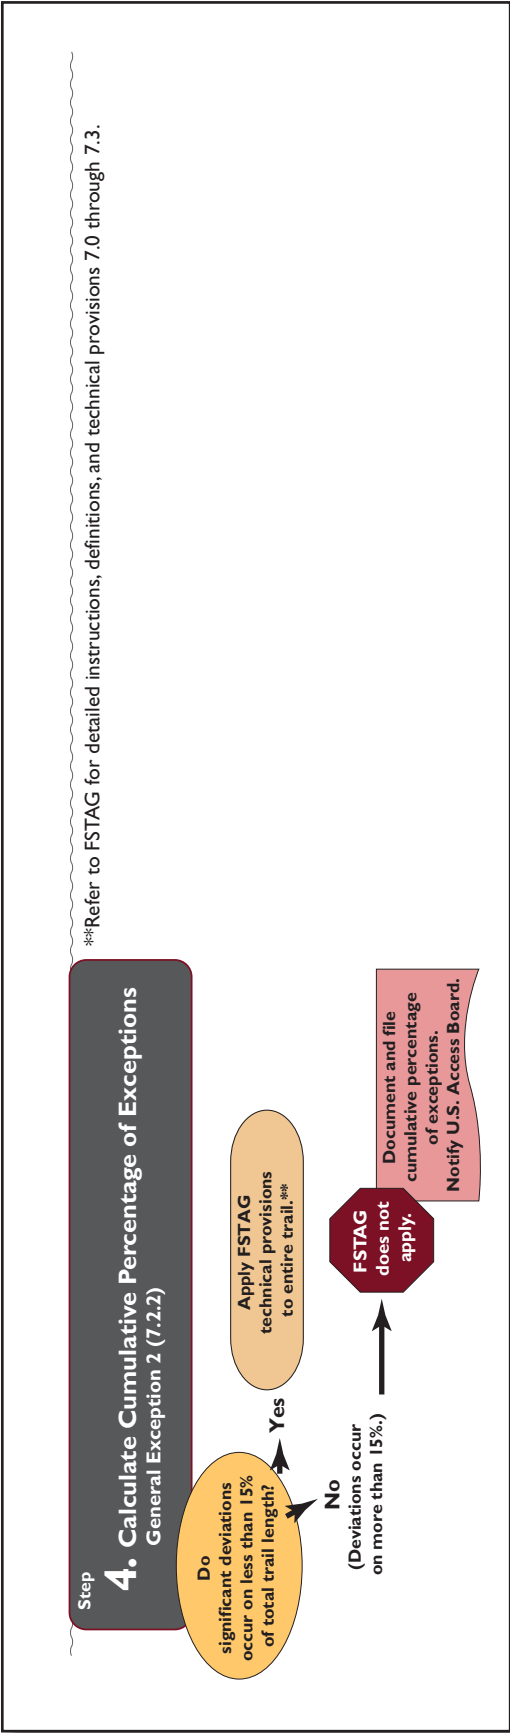 Step
4. Calculate Cumulative Percentage of Exceptions
General Exception 2 (7.2.2)
**Refer to FSTAG for detailed instructions, definitions, and technical provisions 7.0 through 7.3.
Do
significant deviations
occur on less than 15%
of total trail length?
Yes
Apply FSTAG
technical provisions
to entire trail.**
No
(Deviations occur
on more than 15%.)
FSTAG
does not
apply.
Document and file
cumulative percentage
of exceptions.
Notify U.S. Access Board.